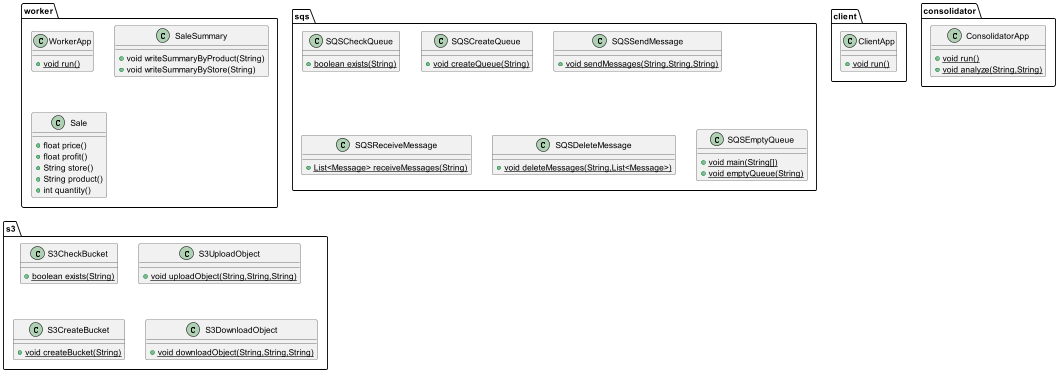 worker
C WorkerApp
void run()
C SaleSummary
void writeSummaryByProduct(String)
void writeSummaryByStore(String)
C Sale
float price()
float profit()
String store()
String product()
int quantity()
sqs
C SQSCheckQueue
boolean exists(String)
C SQSCreateQueue
void createQueue(String)
C SQSSendMessage
void sendMessages(String,String,String)
C SQSReceiveMessage
List<Message> receiveMessages(String)
C SQSDeleteMessage
void deleteMessages(String,List<Message>)
C SQSEmptyQueue
void main(String[])
void emptyQueue(String)
client
C ClientApp
void run()
consolidator
C ConsolidatorApp
void run()
void analyze(String,String)
s3
C S3CheckBucket
boolean exists(String)
C S3UploadObject
void uploadObject(String,String,String)
C S3CreateBucket
void createBucket(String)
C S3DownloadObject
void downloadObject(String,String,String)